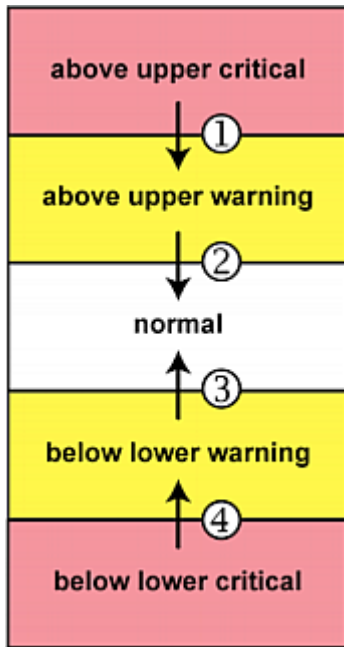 above upper critical
1
above upper warning
2
normal
3
below lower warning
4
below lower critical